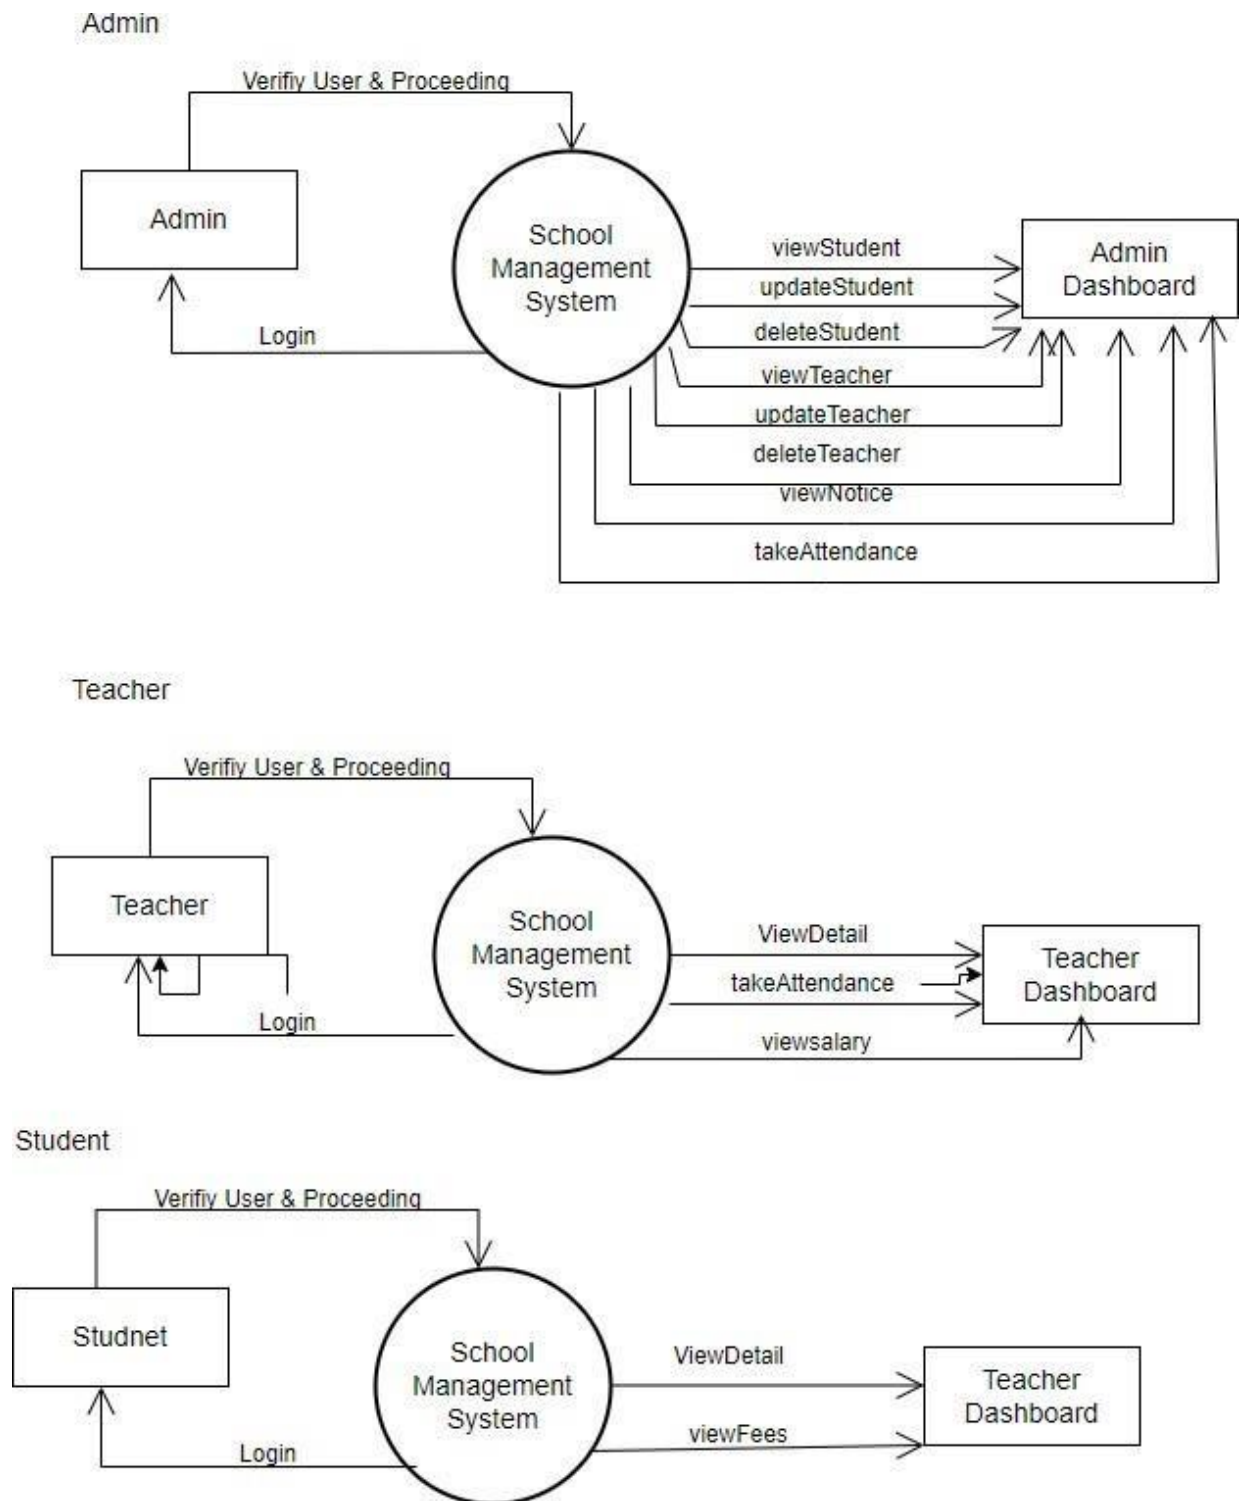 Admin
Verifiy User & Proceeding
Admin
School
Management
System
Login
viewStudent
updateStudent
deleteStudent
viewTeacher
updateTeacher
deleteTeacher
viewNotice
takeAttendance
Admin
Dashboard
Teacher
Verifiy User & Proceeding
Teacher
School
Management
System
Login
ViewDetail
takeAttendance
viewsalary
Teacher
Dashboard
Student
Verifiy User & Proceeding
Studnet
School
Management
System
Login
ViewDetail
viewFees
Teacher
Dashboard